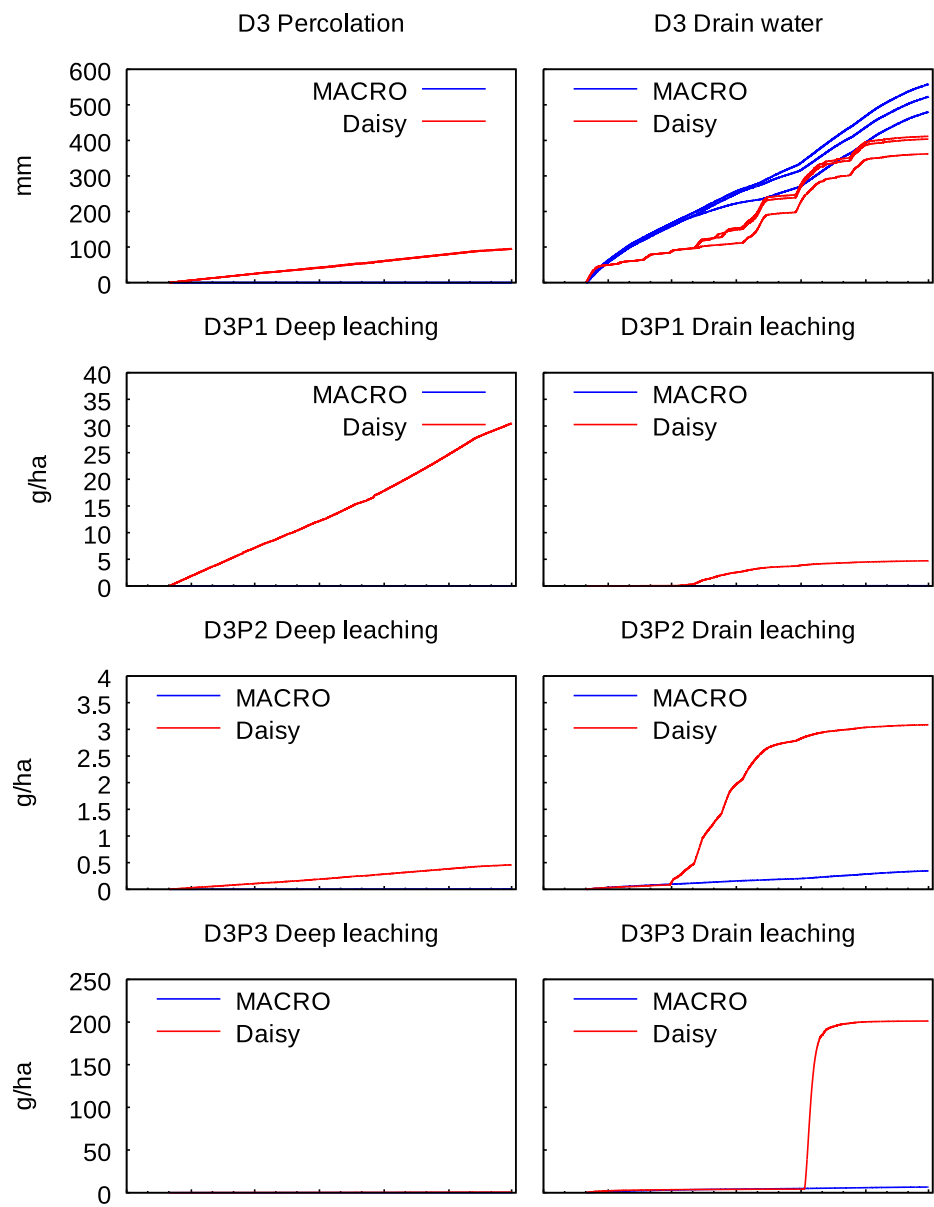 D3 Percolation
D3 Drain water
mm
600
500
400
300
200
100
0
MACRO
Daisy
MACRO
Daisy
D3P1 Deep leaching
D3P1 Drain leaching
g/ha
40
35
30
25
20
15
10
5
0
MACRO
Daisy
MACRO
Daisy
D3P2 Deep leaching
D3P2 Drain leaching
g/ha
4
3.5
3
2.5
2
1.5
1
0.5
0
MACRO
Daisy
MACRO
Daisy
D3P3 Deep leaching
D3P3 Drain leaching
g/ha
250
200
150
100
50
0
MACRO
Daisy
MACRO
Daisy